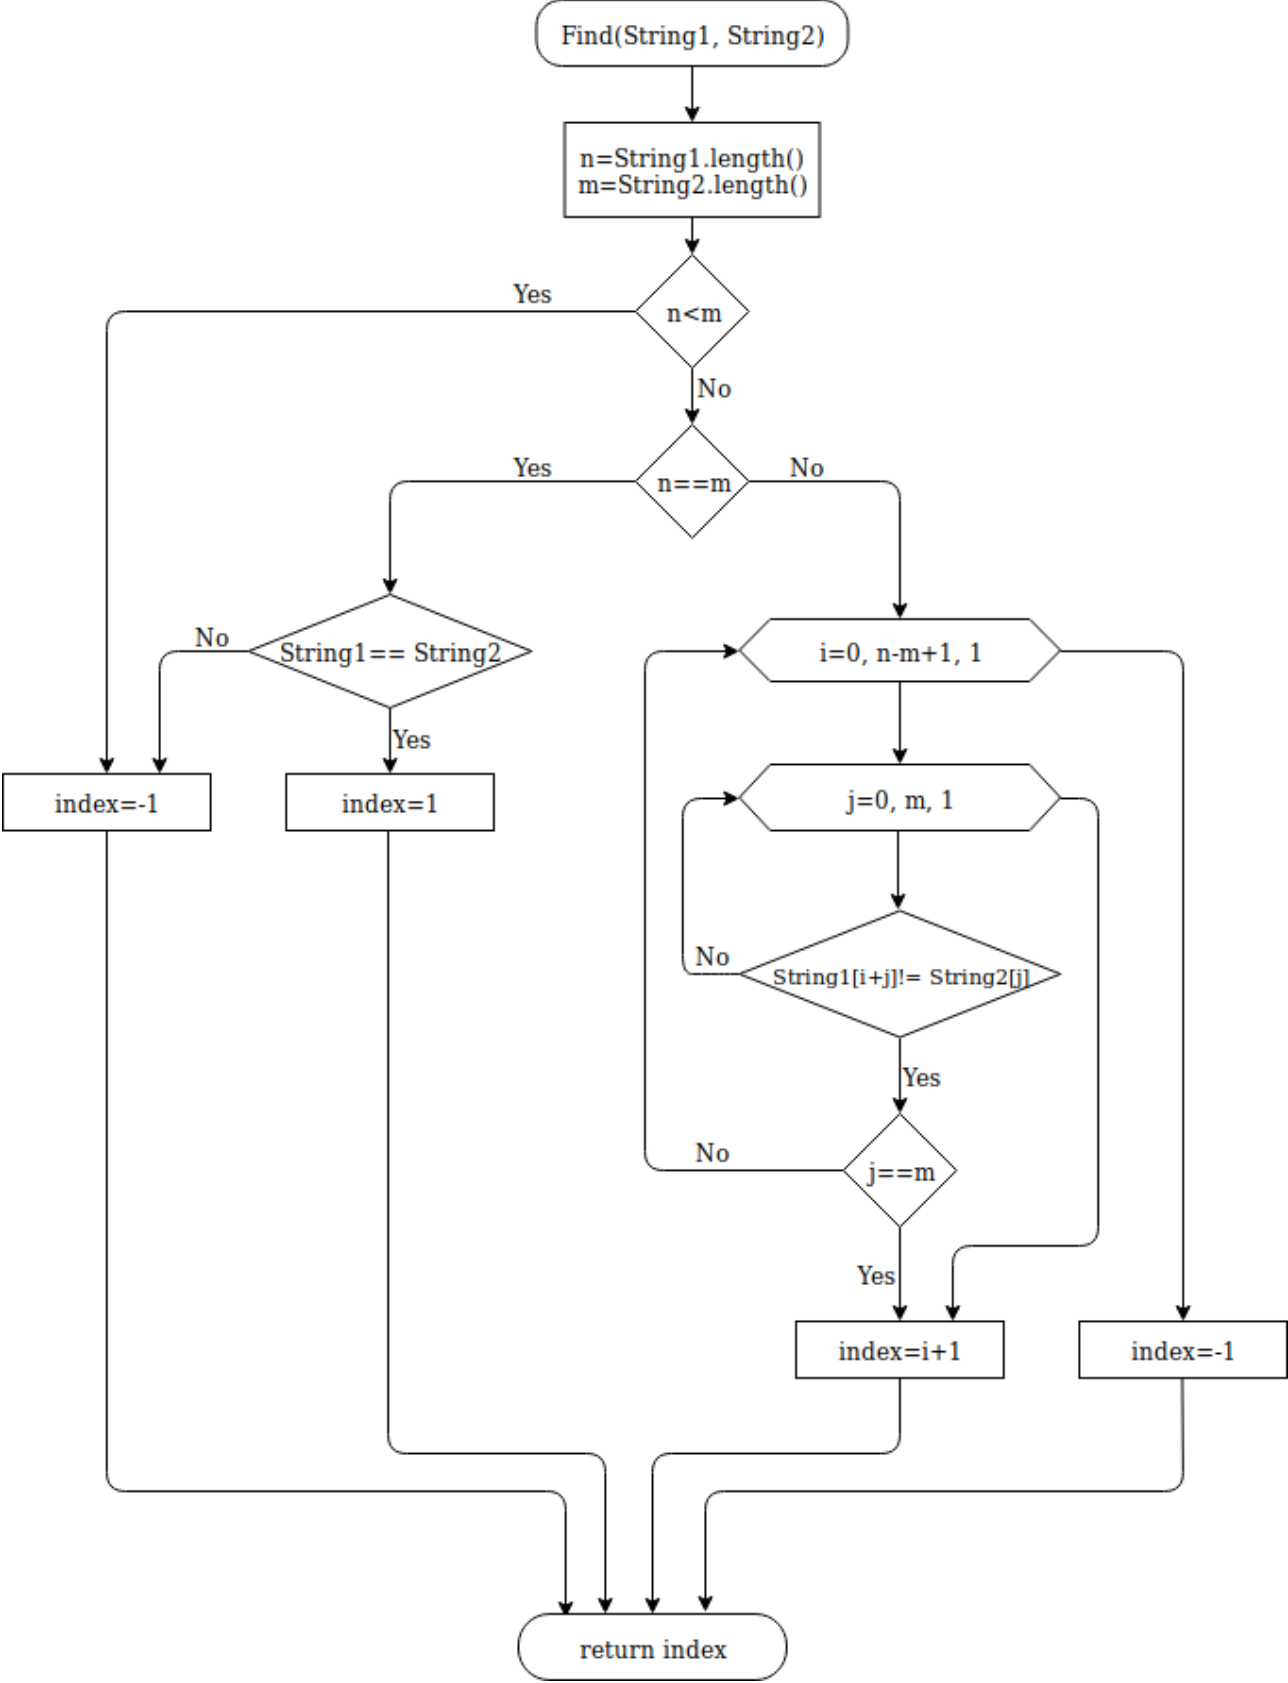 Find(String1, String2)
n=String1.length()
m=String2.length()
n<m
Yes
No
n==m
Yes
No
String1== String2
No
Yes
index=-1
index=1
i=0, n-m+1, 1
j=0, m, 1
String1[i+j]!= String2[j]
No
Yes
j==m
No
Yes
index=i+1
index=-1
return index